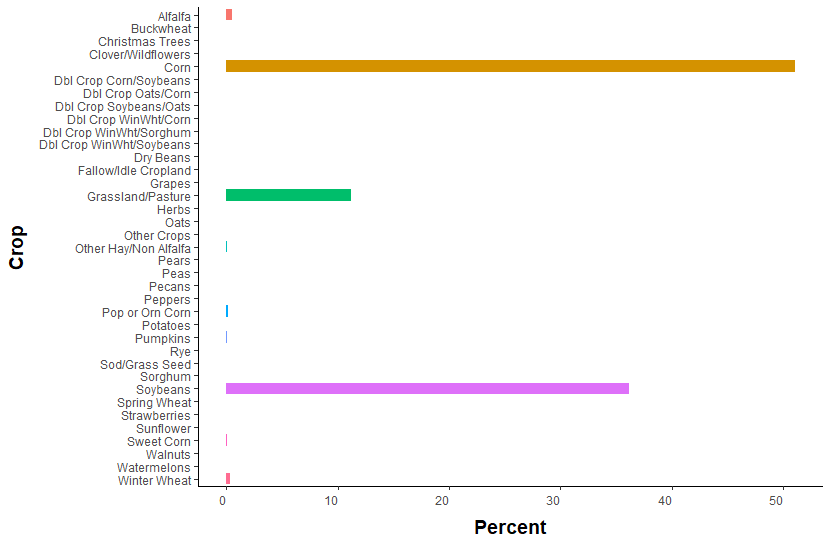 Alfalfa
Buckwheat
Christmas Trees
Clover/Wildflowers
Corn
Dbl Crop Corn/Soybeans
Dbl Crop Oats/Corn
Dbl Crop Soybeans/Oats
Dbl Crop WinWht/Corn
Dbl Crop WinWht/Sorghum
Dbl Crop WinWht/Soybeans
Dry Beans
Fallow/Idle Cropland
Grapes
Grassland/Pasture
Herbs
Oats
Other Crops
Other Hay/Non Alfalfa
Pears
Peas
Pecans
Peppers
Pop or Orn Corn
Potatoes
Pumpkins
Rye
Sod/Grass Seed
Sorghum
Soybeans
Spring Wheat
Strawberries
Sunflower
Sweet Corn
Walnuts
Watermelons
Winter Wheat
Crop
0 10 20 30 40 50
Percent